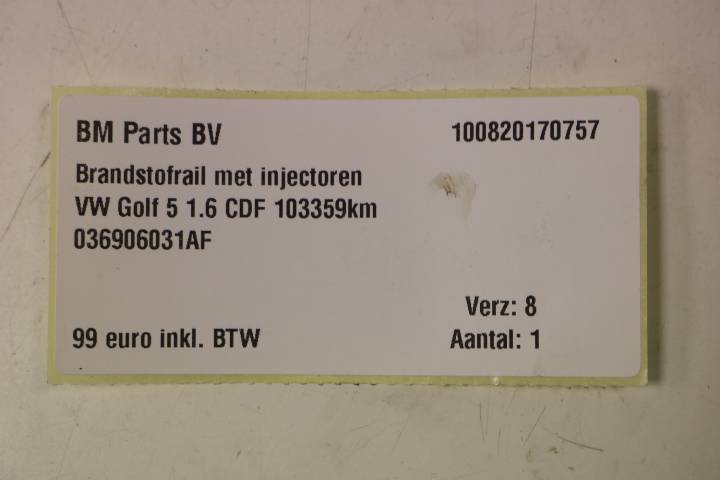 BM Parts BV 100820170757
Brandstofrail met injectoren
VW Golf 5 1.6 CDF 103359km
036906031AF
Verz: 8
99 euro inkl. BTW Aantal: 1